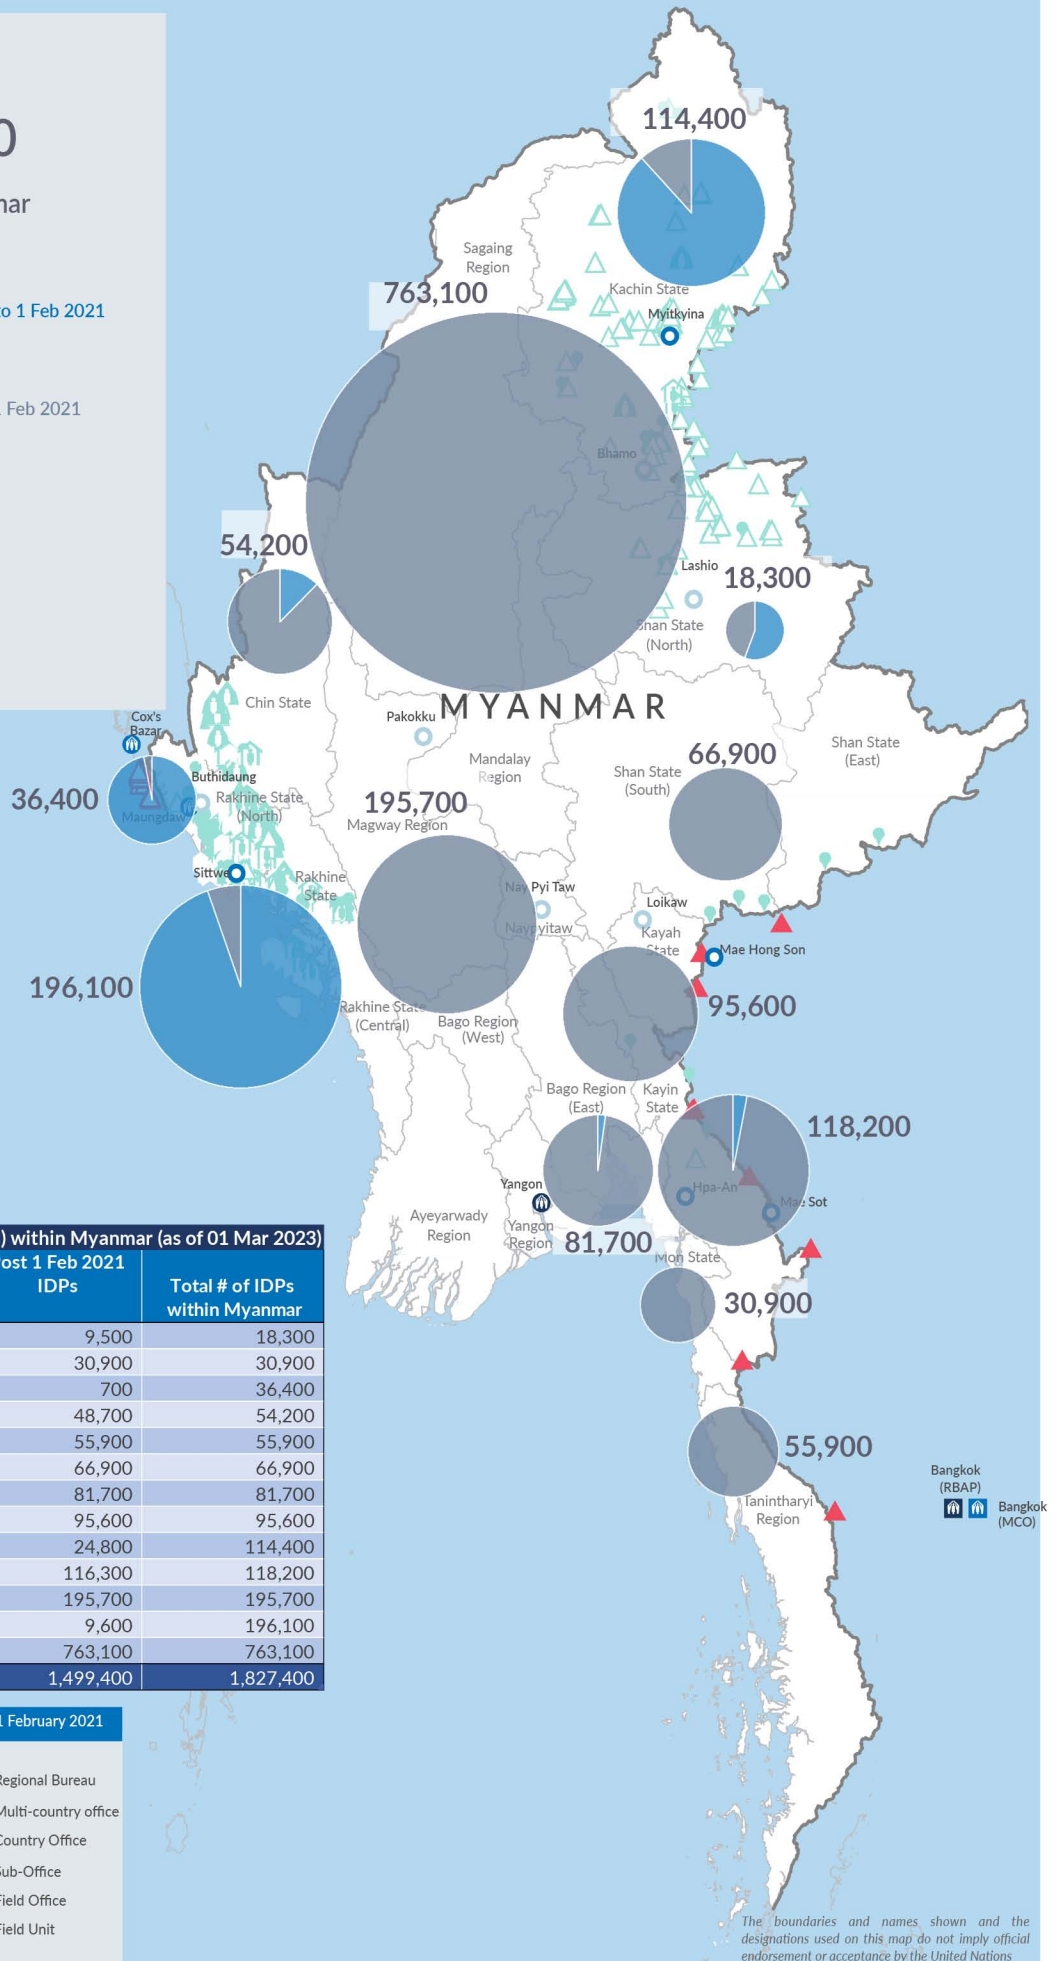 0
nar
to 1 Feb 2021
1 Feb 2021
114,400
Sagaing
Region
763,100
Kachin State
Myitkyina
Bhamo
54,200
Lashio
18,300
Shan State
(North)
Chin State
MYANMAR
Pakokku
Cox's
Bazar
Mandalay
Region
66,900
Shan State
(East)
Shan State
(South)
Buthidaung
36,400
Maungdaw
Rakhine State
(North)
195,700
Magway Region
Sittwe
Rakhine
State
Nay Pyi Taw
Naypyitaw
Loikaw
Kayah
State
Mae Hong Son
196,100
Rakhine State
(Central)
Bago Region
(West)
95,600
Bago Region
(East)
Kayin
State
118,200
Yangon
Hpa-An
Mae Sot
Ayeyarwady
Region
Yangon
Region
81,700
Mon State
30,900
55,900
Tanintharyi
Region
Bangkok
(RBAP)
Bangkok
(MCO)
) within Myanmar (as of 01 Mar 2023)
Post 1 Feb 2021
IDPs
Total # of IDPs
within Myanmar
9,500 18,300
30,900 30,900
700 36,400
48,700 54,200
55,900 55,900
66,900 66,900
81,700 81,700
95,600 95,600
24,800 114,400
116,300 118,200
195,700 195,700
9,600 196,100
763,100 763,100
1,499,400 1,827,400
1 February 2021
Regional Bureau
Multi-country office
Country Office
Sub-Office
Field Office
Field Unit
The boundaries and names shown and the
designations used on this map do not imply official
endorsement or acceptance by the United Nations